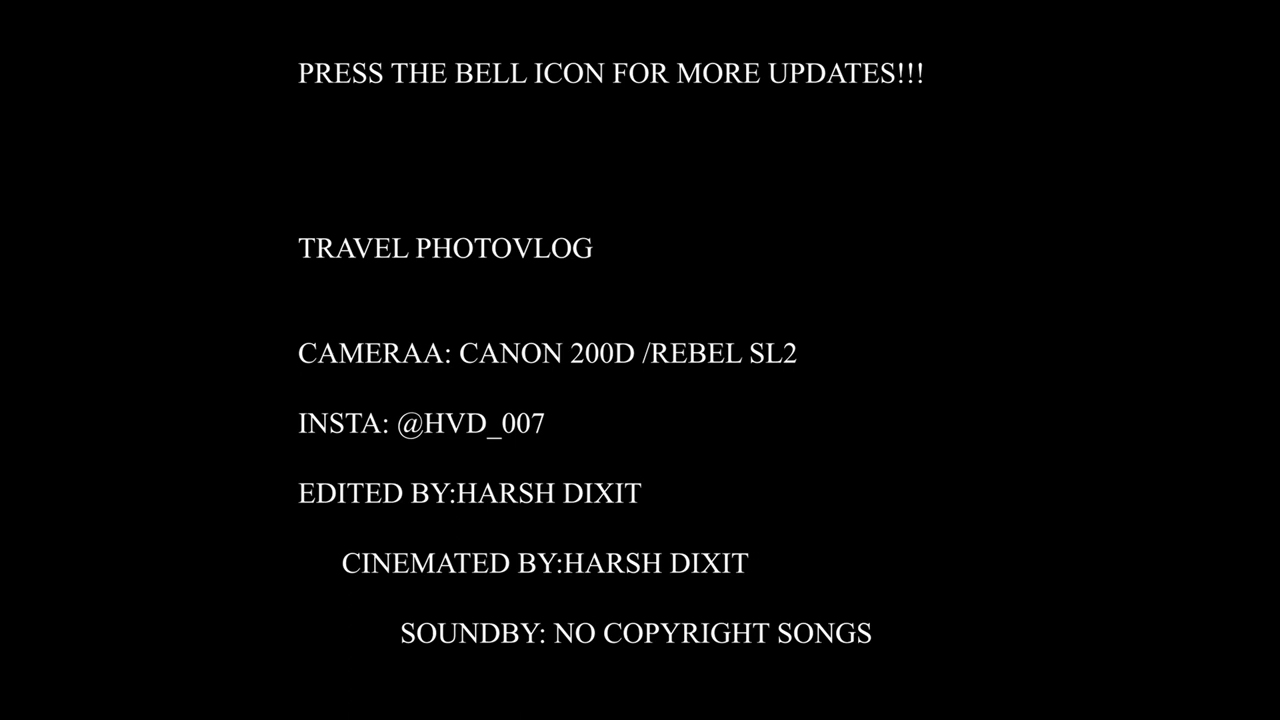 PRESS THE BELL ICON FOR MORE UPDATES!!!
TRAVEL PHOTOVLOG
CAMERAA: CANON 200D /REBEL SL2
INSTA: @HVD_007
EDITED BY:HARSH DIXIT
CINEMATED BY:HARSH DIXIT
SOUNDBY: NO COPYRIGHT SONGS